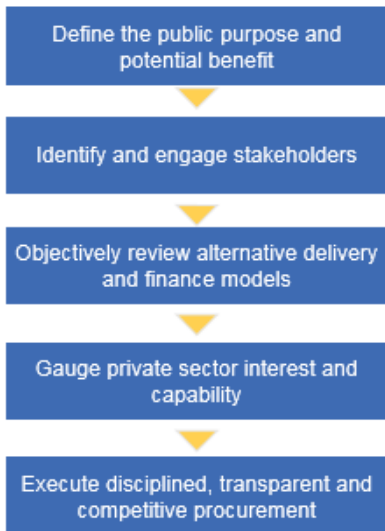 Define the public purpose and
potential benefit
Identify and engage stakeholders
Objectively review alternative delivery
and finance models
Gauge private sector interest and
capability
Execute disciplined, transparent and
competitive procurement